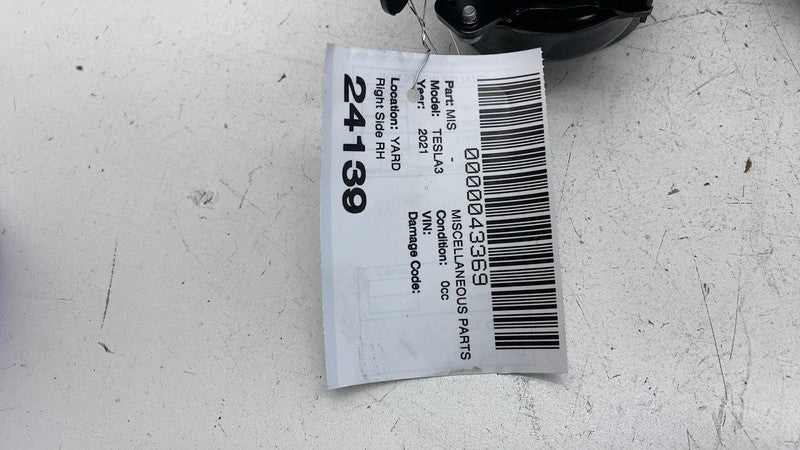 0000043369
Part: MIS - MISCELLANEOUS PARTS
Model: TESLA3 Condition: 0cc
Year: 2021 VIN:
Damage Code:
Location: YARD
Right Side RH
24139